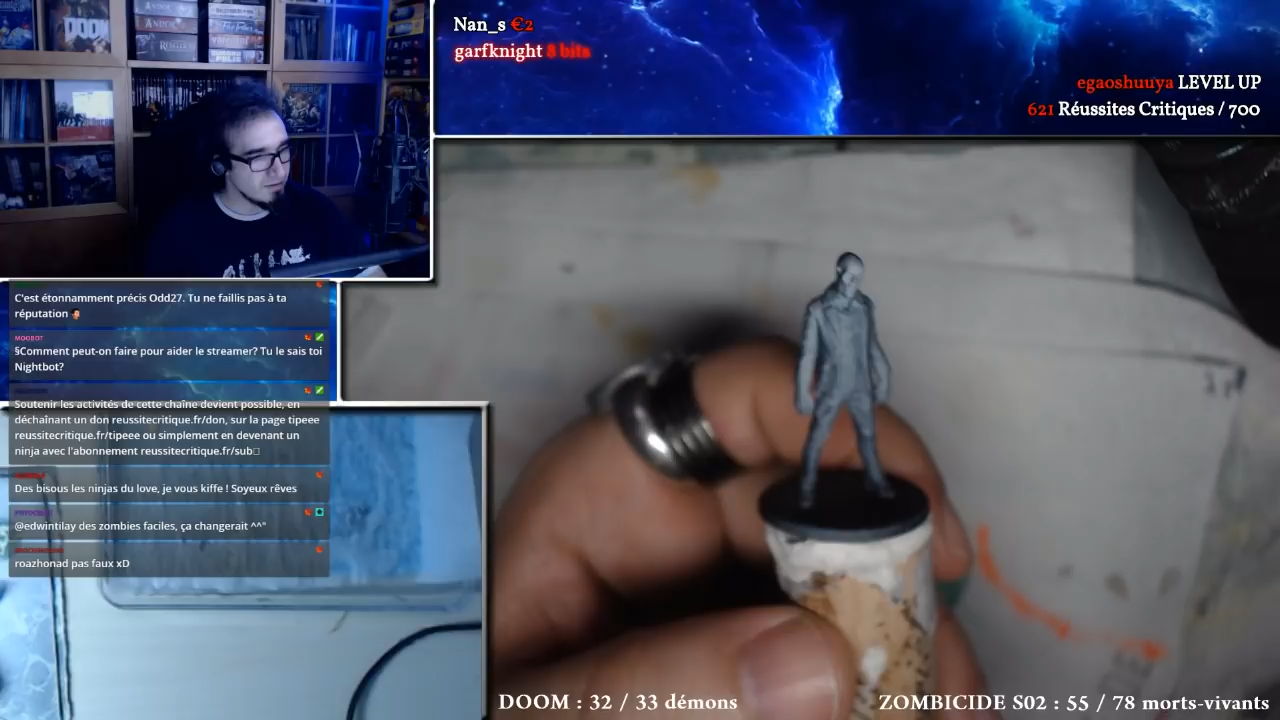 DOOM
Nan_s €2
garfknight 8 bits
egaoshuuya LEVEL UP
621 Réussites Critiques / 700
C'est étonnamment précis Odd27. Tu ne faillis pas à ta
réputation
MOOBOT
§Comment peut-on faire pour aider le streamer? Tu le sais toi
Nightbot?
Soutenir les activités de cette chaîne devient possible, en
déchaînant un don reussitecritique.fr/don, sur la page tipeee
reussitecritique.fr/tipeee ou simplement en devenant un
ninja avec l'abonnement reussitecritique.fr/sub□
Des bisous les ninjas du love, je vous kiffe ! Soyeux rêves
@edwintilay des zombies faciles, ça changerait ^^"
roazhonad pas faux xD
DOOM : 32 / 33 démons
ZOMBICIDE S02 : 55 / 78 morts-vivants